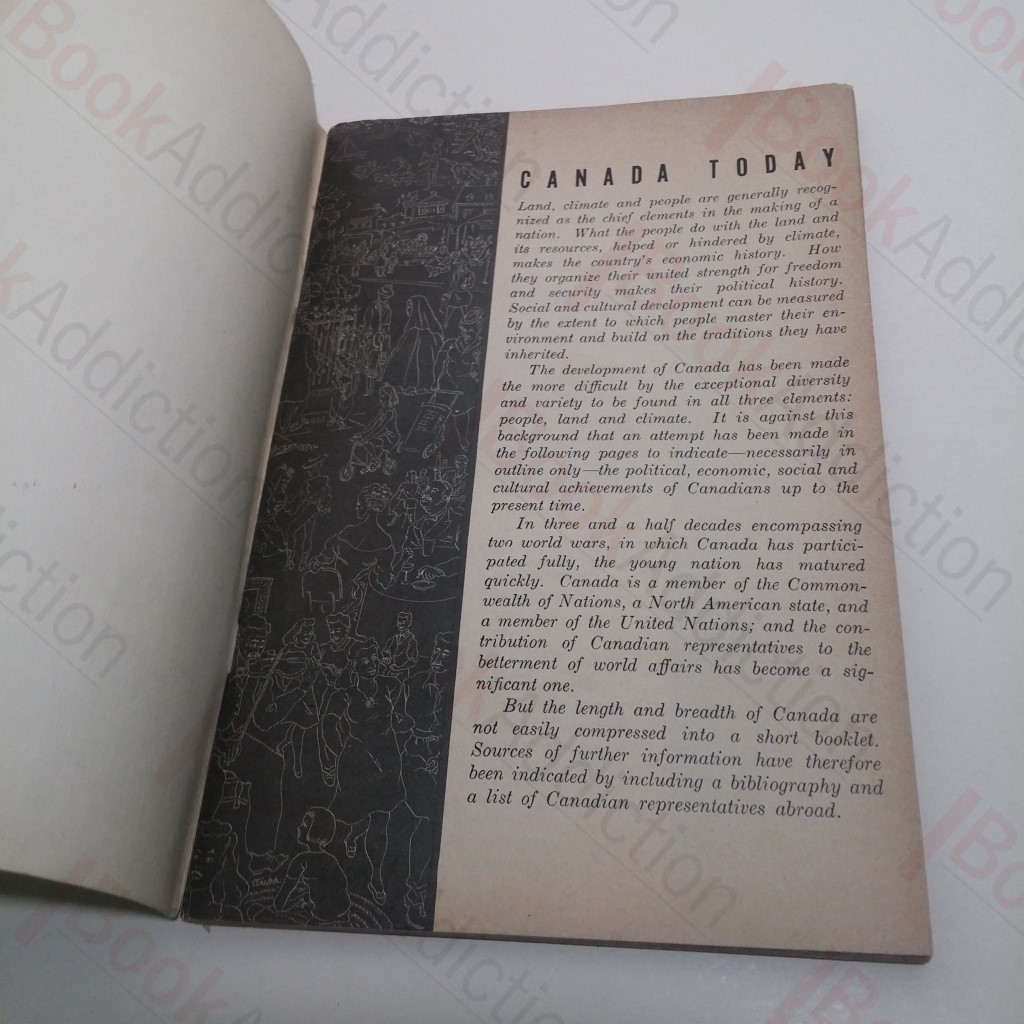 CANADA TODAY
Land, climate and people are generally recog-
nized as the chief elements in the making of a
nation. What the people do with the land and
its resources, helped or hindered by climate,
makes the country's economic history. How
they organize their united strength for freedom
and security makes their political history.
Social and cultural development can be measured
by the extent to which people master their en-
vironment and build on the traditions they have
inherited.
The development of Canada has been made
the more difficult by the exceptional diversity
and variety to be found in all three elements:
people, land and climate. It is against this
background that an attempt has been made in
the following pages to indicate—necessarily in
outline only—the political, economic, social and
cultural achievements of Canadians up to the
present time.
In three and a half decades encompassing
two world wars, in which Canada has partici-
pated fully, the young nation has matured
quickly. Canada is a member of the Common-
wealth of Nations, a North American state, and
a member of the United Nations; and the con-
tribution of Canadian representatives to the
betterment of world affairs has become a sig-
nificant one.
But the length and breadth of Canada are
not easily compressed into a short booklet.
Sources of further information have therefore
been indicated by including a bibliography and
a list of Canadian representatives abroad.
BookAddiction